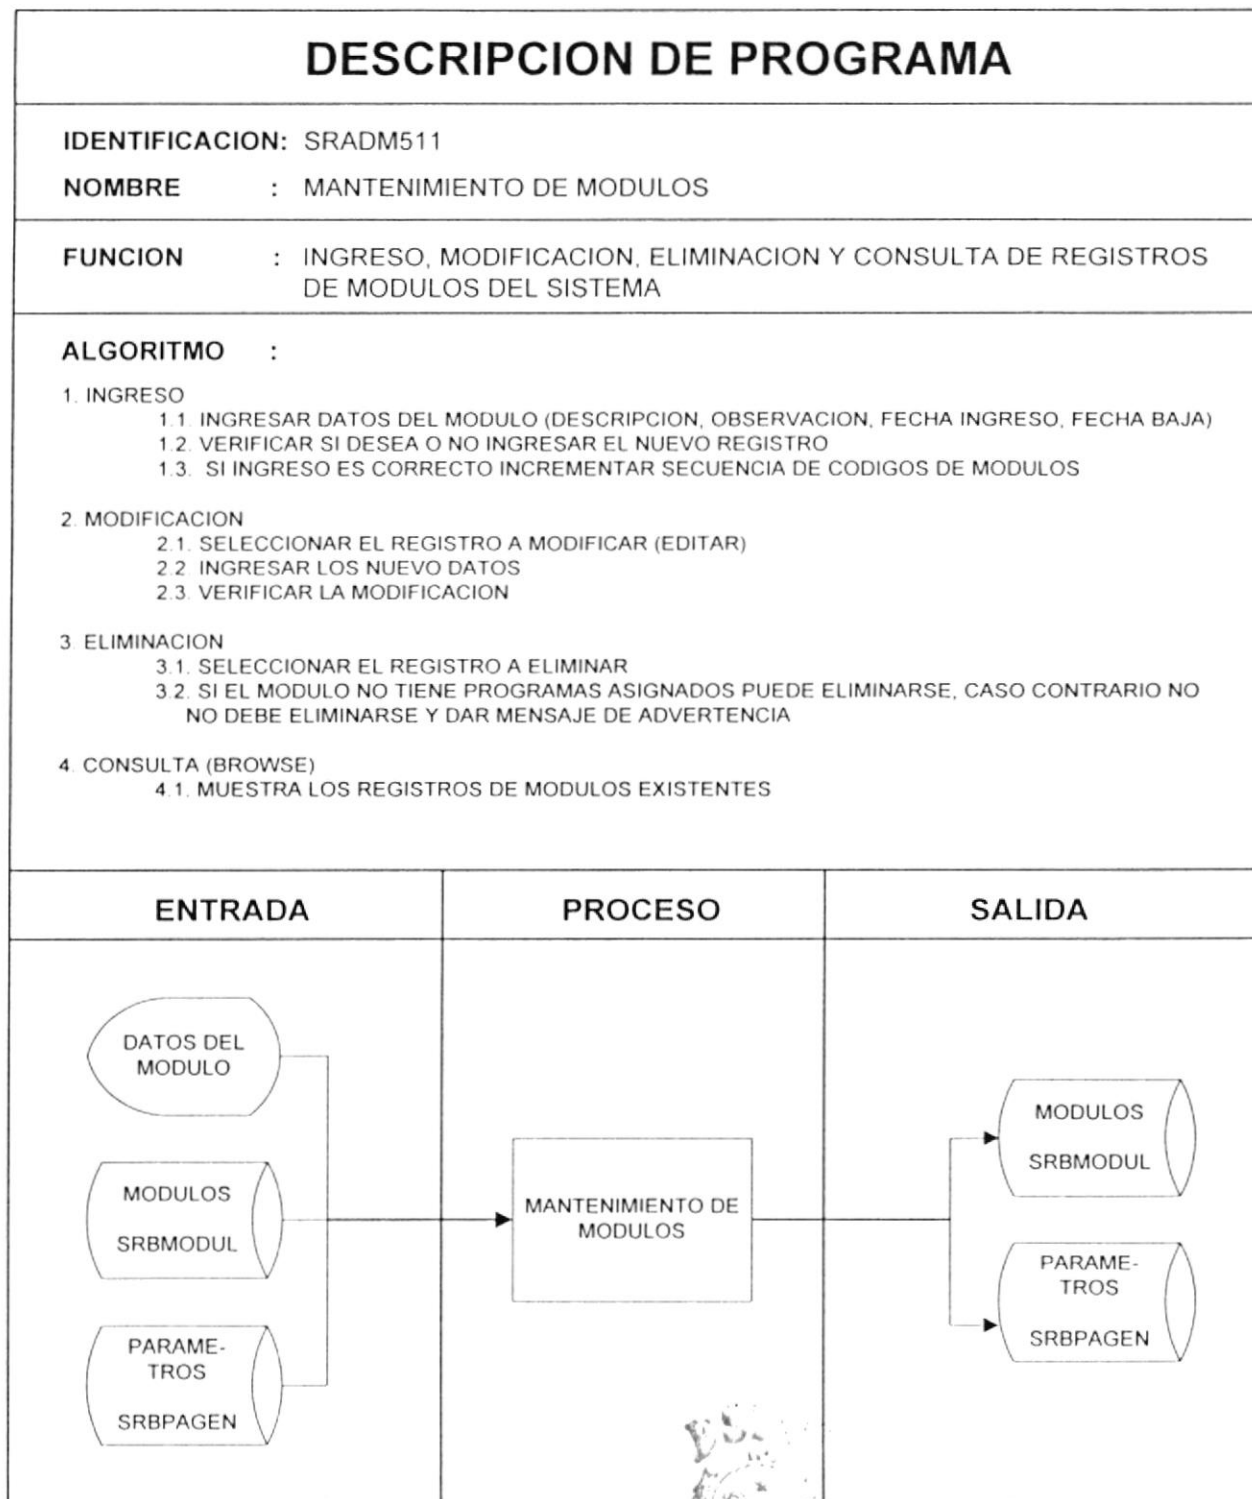 DESCRIPCION DE PROGRAMA
IDENTIFICACION: SRADM511
NOMBRE : MANTENIMIENTO DE MODULOS
FUNCION : INGRESO, MODIFICACION, ELIMINACION Y CONSULTA DE REGISTROS
DE MODULOS DEL SISTEMA
ALGORITMO :
1. INGRESO
1.1. INGRESAR DATOS DEL MODULO (DESCRIPCION, OBSERVACION, FECHA INGRESO, FECHA BAJA)
1.2. VERIFICAR SI DESEA O NO INGRESAR EL NUEVO REGISTRO
1.3. SI INGRESO ES CORRECTO INCREMENTAR SECUENCIA DE CODIGOS DE MODULOS
2. MODIFICACION
2.1. SELECCIONAR EL REGISTRO A MODIFICAR (EDITAR)
2.2. INGRESAR LOS NUEVO DATOS
2.3. VERIFICAR LA MODIFICACION
3. ELIMINACION
3.1. SELECCIONAR EL REGISTRO A ELIMINAR
3.2. SI EL MODULO NO TIENE PROGRAMAS ASIGNADOS PUEDE ELIMINARSE, CASO CONTRARIO NO
NO DEBE ELIMINARSE Y DAR MENSAJE DE ADVERTENCIA
4. CONSULTA (BROWSE)
4.1. MUESTRA LOS REGISTROS DE MODULOS EXISTENTES
ENTRADA
PROCESO
SALIDA
DATOS DEL
MODULO
MODULOS
SRBMODUL
PARAME-
TROS
SRBPAGEN
MANTENIMIENTO DE
MODULOS
MODULOS
SRBMODUL
PARAME-
TROS
SRBPAGEN